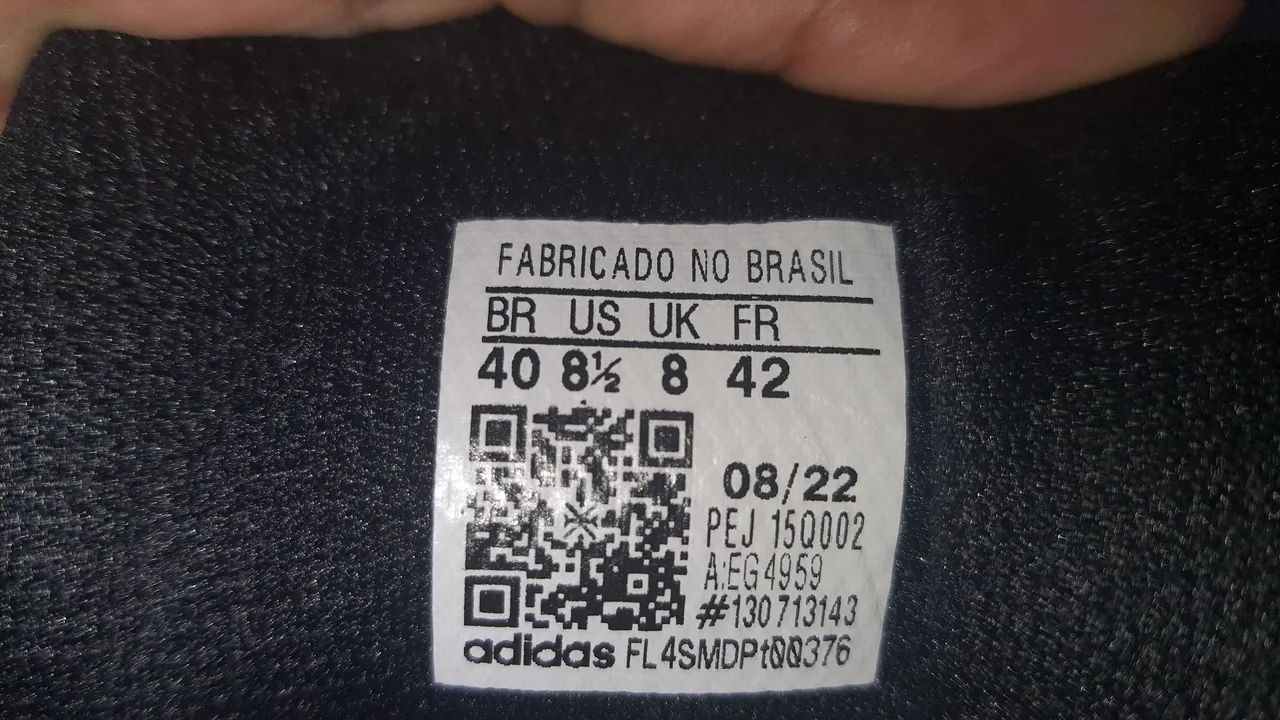 FABRICADO NO BRASIL
BR US UK FR
40 8½ 8 42
08/22
PEJ 15Q002
A:EG4959
#130713143
adidas FL4SMDPt00376